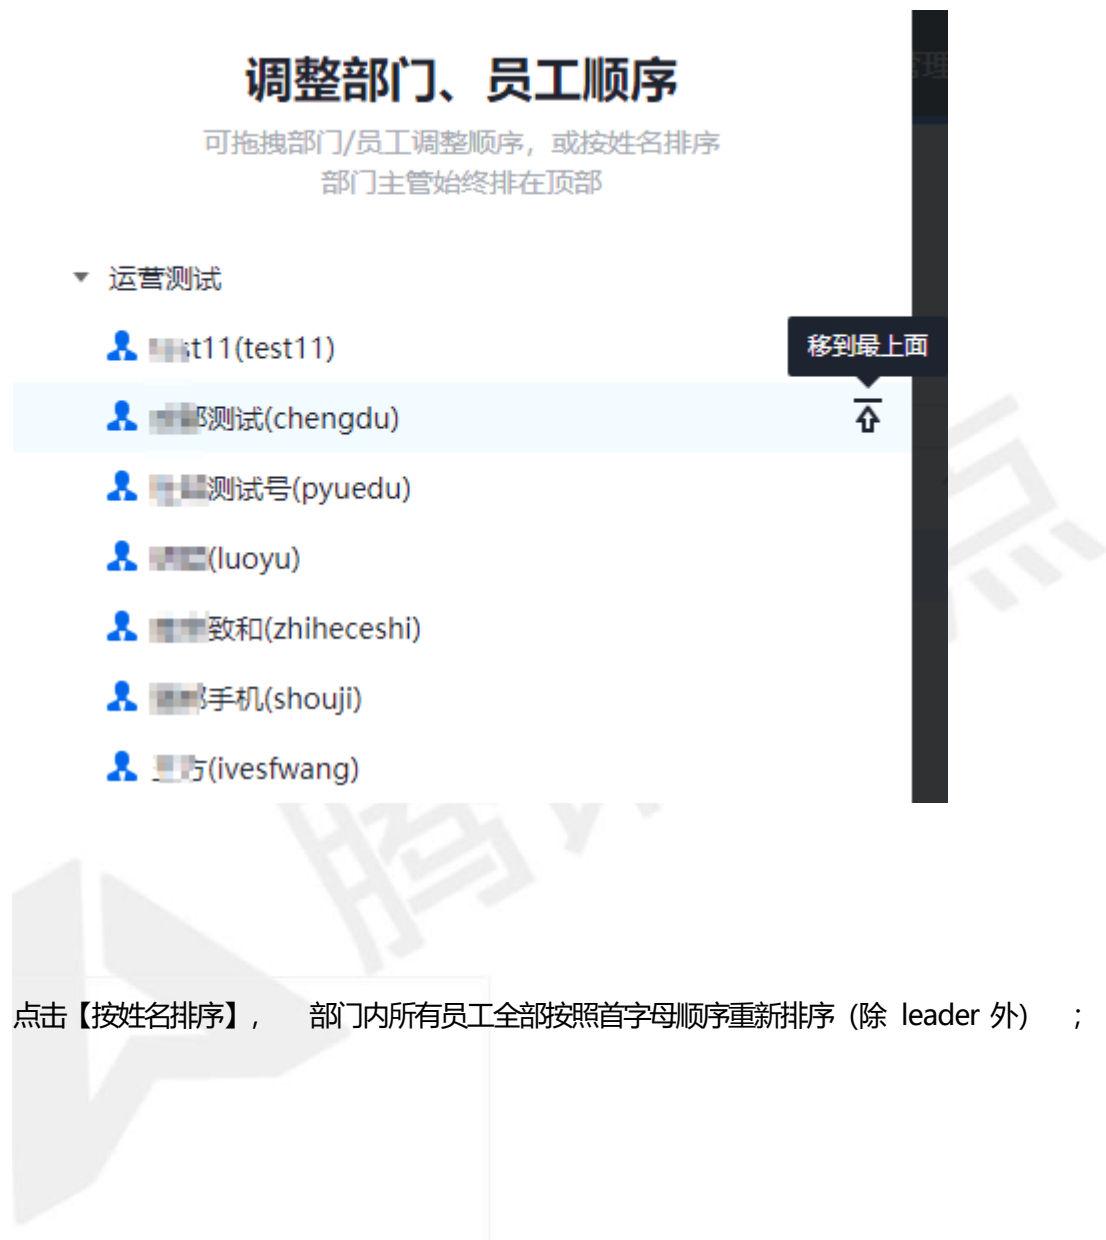 调整部门、员工顺序
可拖拽部门/员工调整顺序，或按姓名排序
部门主管始终排在顶部
运营测试
st11(test11)
移到最上面
测试(chengdu)
测试号(pyuedu)
(luoyu)
致和(zhiheceshi)
手机(shouji)
方(ivesfwang)
点击【按姓名排序】， 部门内所有员工全部按照首字母顺序重新排序（除 leader 外） ；